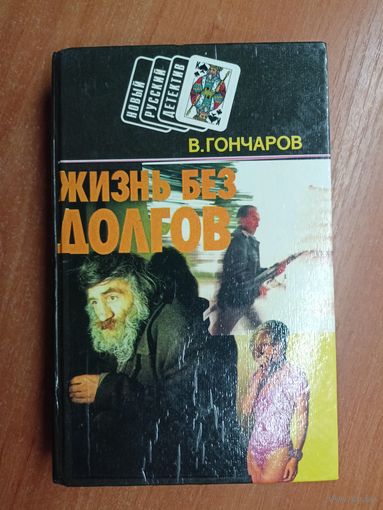 НОВЫЙ
РУССКИЙ
ДЕТЕКТИВ
В.ГОНЧАРОВ
ЖИЗНЬ БЕЗ
ДОЛГОВ